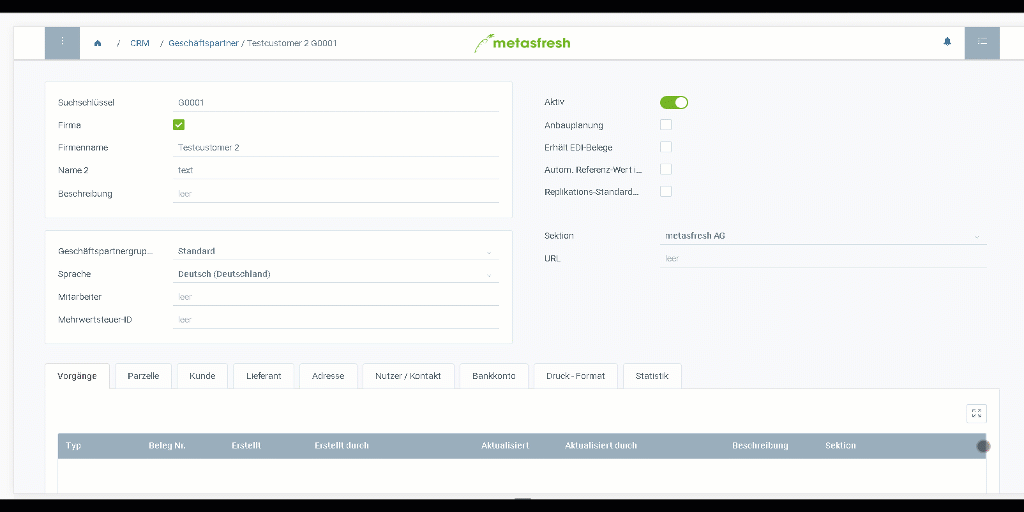 / CRM / Geschäftspartner / Testcustomer 2 G0001
metasfresh
Suchschlüssel G0001
Firma
Firmenname Testcustomer 2
Name 2 text
Beschreibung leer
Aktiv
Anbauplanung
Erhält EDI-Belege
Autom. Referenz-Wert i...
Replikations-Standard...
Geschäftspartnergrup... Standard
Sprache Deutsch (Deutschland)
Mitarbeiter leer
Mehrwertsteuer-ID leer
Sektion metasfresh AG
URL leer
Vorgänge Parzelle Kunde Lieferant Adresse Nutzer / Kontakt Bankkonto Druck - Format Statistik
Typ Beleg Nr. Erstellt Erstellt durch Aktualisiert Aktualisiert durch Beschreibung Sektion